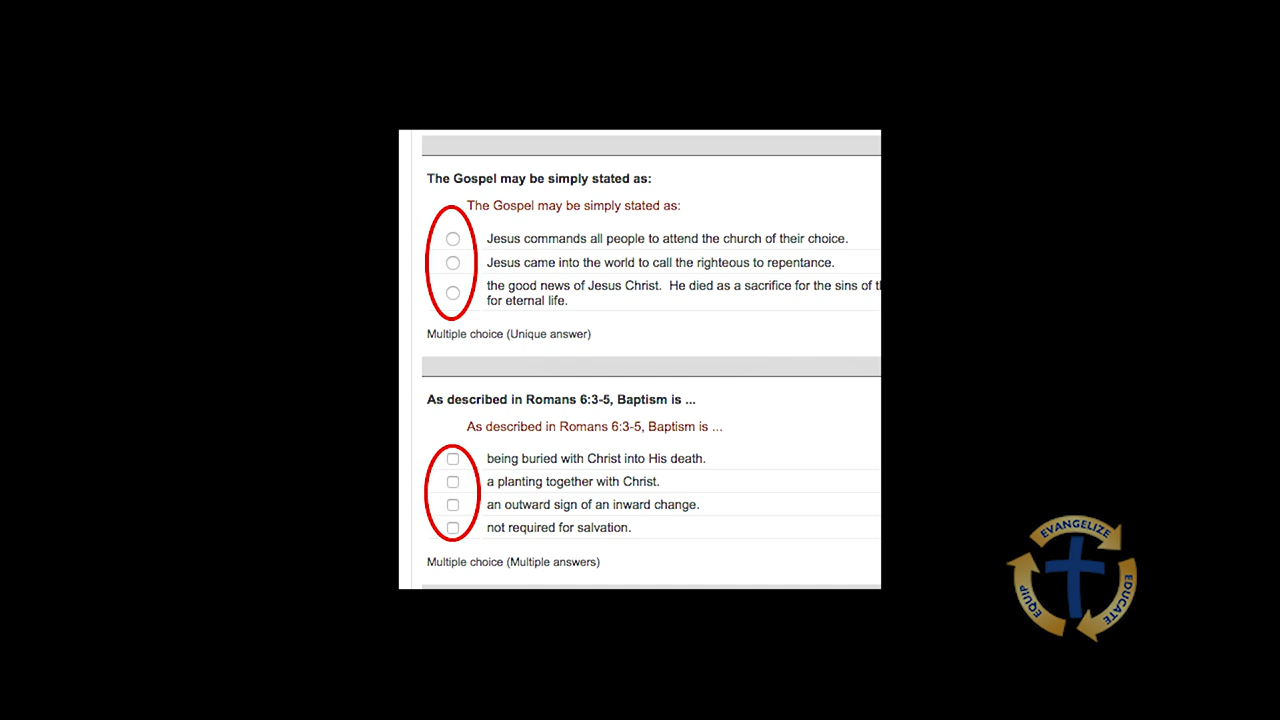 The Gospel may be simply stated as:
The Gospel may be simply stated as:
Jesus commands all people to attend the church of their choice.
Jesus came into the world to call the righteous to repentance.
the good news of Jesus Christ.  He died as a sacrifice for the sins of
for eternal life.
Multiple choice (Unique answer)
As described in Romans 6:3-5, Baptism is ...
As described in Romans 6:3-5, Baptism is ...
being buried with Christ into His death.
a planting together with Christ.
an outward sign of an inward change.
not required for salvation.
Multiple choice (Multiple answers)
EVANGELIZE
EDUCATE
EQUIP